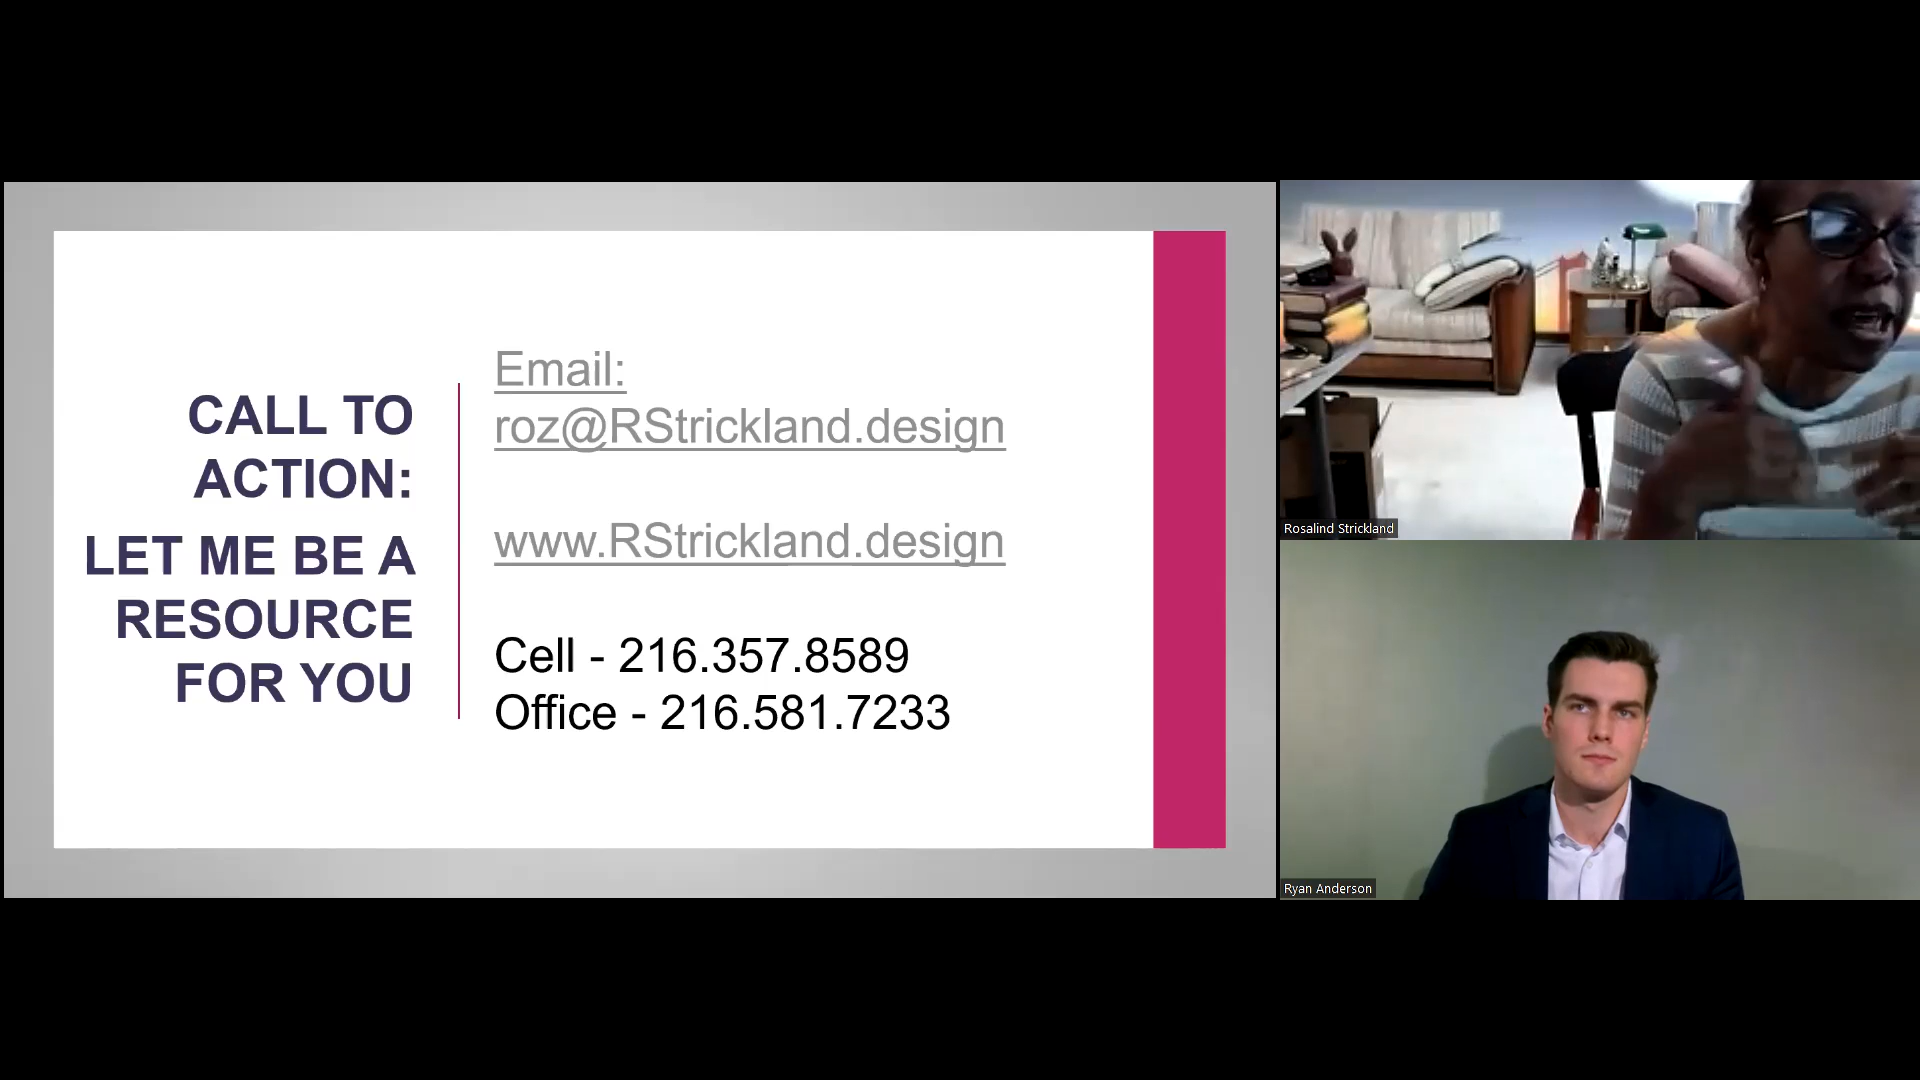 CALL TO
ACTION:
LET ME BE A
RESOURCE
FOR YOU
Email:
roz@RStrickland.design
www.RStrickland.design
Cell - 216.357.8589
Office - 216.581.7233
Rosalind Strickland
Ryan Anderson